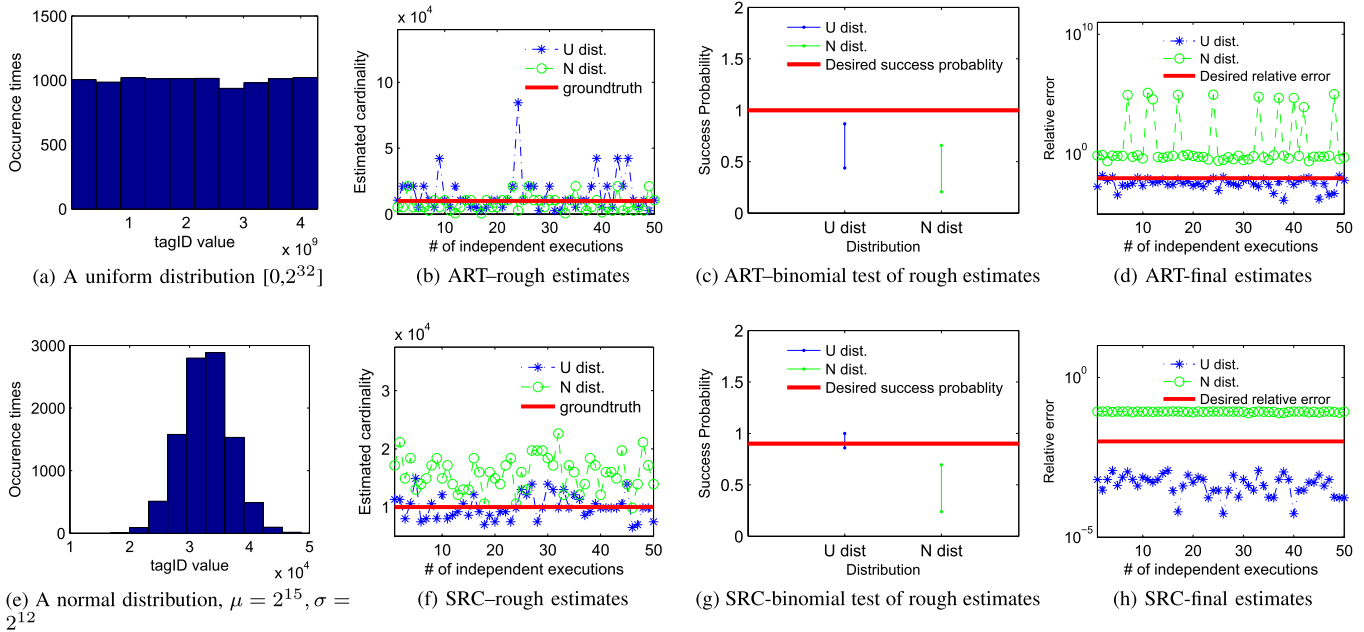 1500
1000
500
0
Occurence times
1 2 3 4
tagID value
x 10^9
(a) A uniform distribution [0,2^32]
x 10^4
10
5
0
Estimated cardinality
U dist.
N dist.
groundtruth
10 20 30 40 50
# of independent executions
(b) ART–rough estimates
2
1.5
1
0.5
0
Success Probability
U dist.
N dist.
Desired success probablity
U dist N dist
Distribution
(c) ART–binomial test of rough estimates
10^10
10^0
Relative error
U dist.
N dist.
Desired relative error
10 20 30 40 50
# of independent executions
(d) ART-final estimates
3000
2000
1000
0
Occurrence times
1 2 3 4 5
tagID value
x 10^4
(e) A normal distribution, μ = 2^15, σ =
2^12
x 10^4
3
2
1
Estimated cardinality
U dist.
N dist.
groundtruth
10 20 30 40 50
# of independent executions
(f) SRC–rough estimates
2
1.5
1
0.5
0
Success Probability
U dist.
N dist.
Desired success probablity
U dist N dist
Distribution
(g) SRC-binomial test of rough estimates
10^0
10^-5
Relative error
U dist.
N dist.
Desired relative error
10 20 30 40 50
# of independent executions
(h) SRC-final estimates